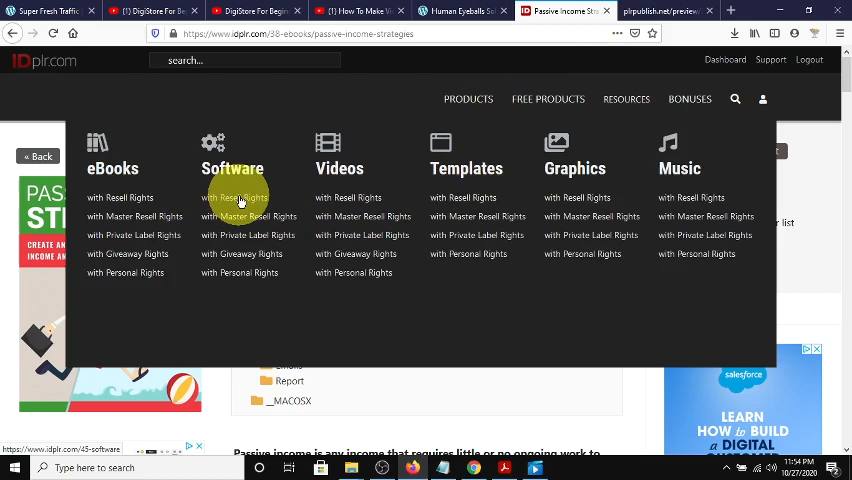 Super Fresh Traffic
(1) DigiStore For Be
DigiStore For Begin
(1) How To Make Vi
Human Eyeballs So
Passive Income Stra
plrpublish.net/preview/
https://www.idplr.com/38-ebooks/passive-income-strategies
IDplr.com
search...
Dashboard
Support
Logout
PRODUCTS
FREE PRODUCTS
RESOURCES
BONUSES
« Back
eBooks
with Resell Rights
with Master Resell Rights
with Private Label Rights
with Giveaway Rights
with Personal Rights
Software
with Resell Rights
with Master Resell Rights
with Private Label Rights
with Giveaway Rights
with Personal Rights
Videos
with Resell Rights
with Master Resell Rights
with Private Label Rights
with Giveaway Rights
with Personal Rights
Templates
with Resell Rights
with Master Resell Rights
with Private Label Rights
with Personal Rights
Graphics
with Resell Rights
with Master Resell Rights
with Private Label Rights
with Personal Rights
Music
with Resell Rights
with Master Resell Rights
with Private Label Rights
with Personal Rights
t
er list
PAS
ST
CREATE AN
INCOME AN
Emails
Report
__MACOSX
Passive income is any income that requires little or no ongoing work to
salesforce
LEARN
HOW TO BUILD
A DIGITAL
https://www.idplr.com/45-software
Type here to search
11:54 PM
10/27/2020